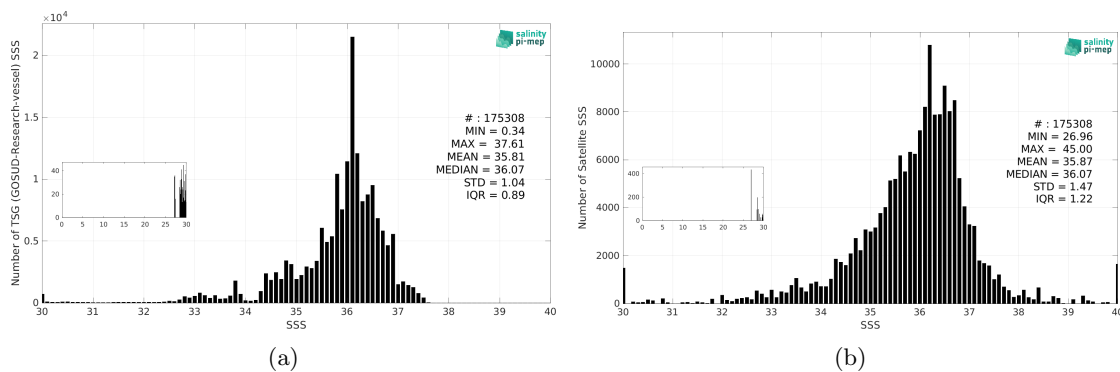 ×10⁴
Number of TSG (GOSUD-Research-vessel) SSS
2
1.5
1
0.5
0
30 31 32 33 34 35 36 37 38 39 40
SSS
salinity
pi-mep
# : 175308
MIN = 0.34
MAX = 37.61
MEAN = 35.81
MEDIAN = 36.07
STD = 1.04
IQR = 0.89
40
20
0
0 5 10 15 20 25 30
(a)
Number of Satellite SSS
10000
8000
6000
4000
2000
0
30 31 32 33 34 35 36 37 38 39 40
SSS
salinity
pi-mep
# : 175308
MIN = 26.96
MAX = 45.00
MEAN = 35.87
MEDIAN = 36.07
STD = 1.47
IQR = 1.22
400
200
0
0 5 10 15 20 25 30
(b)